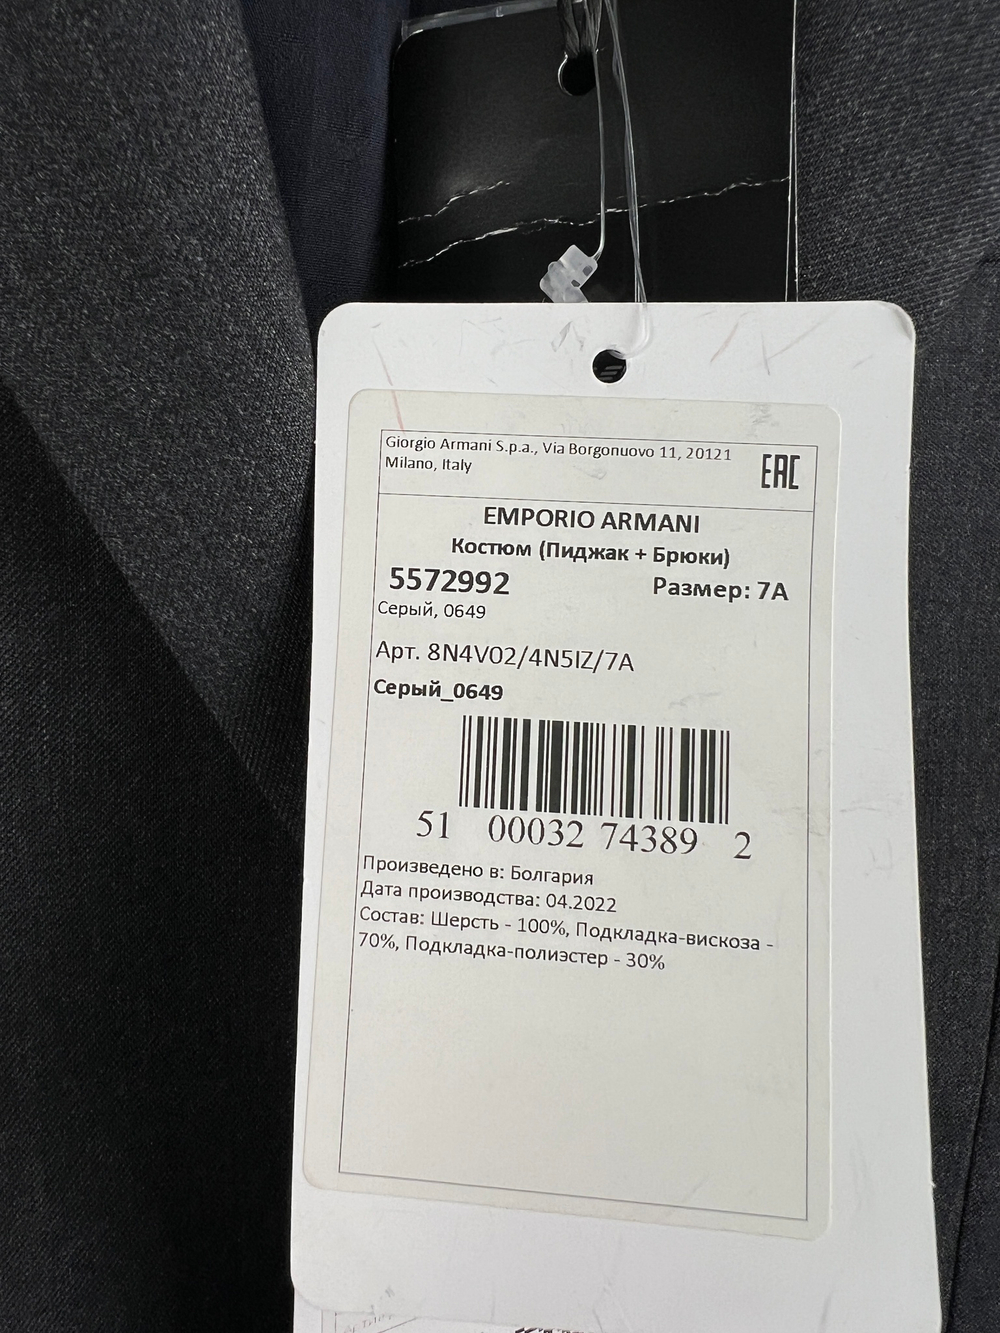 Giorgio Armani S.p.a., Via Borgonuovo 11, 20121
Milano, Italy
EAC
EMPORIO ARMANI
Костюм (Пиджак + Брюки)
5572992 Размер: 7A
Серый, 0649
Арт. 8N4V02/4N5IZ/7A
Серый_0649
51 00032 74389 2
Произведено в: Болгария
Дата производства: 04.2022
Состав: Шерсть - 100%, Подкладка-вискоза -
70%, Подкладка-полиэстер - 30%